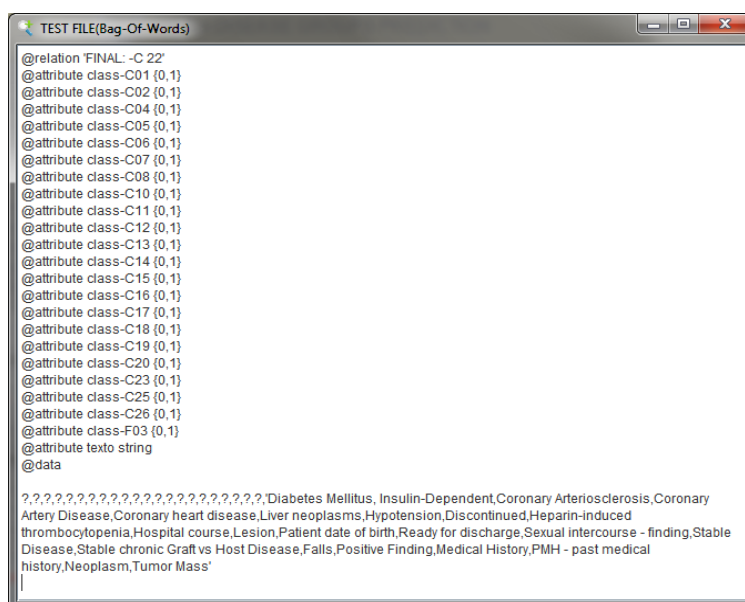 TEST FILE(Bag-Of-Words)
@relation 'FINAL: -C 22'
@attribute class-C01 {0,1}
@attribute class-C02 {0,1}
@attribute class-C04 {0,1}
@attribute class-C05 {0,1}
@attribute class-C06 {0,1}
@attribute class-C07 {0,1}
@attribute class-C08 {0,1}
@attribute class-C10 {0,1}
@attribute class-C11 {0,1}
@attribute class-C12 {0,1}
@attribute class-C13 {0,1}
@attribute class-C14 {0,1}
@attribute class-C15 {0,1}
@attribute class-C16 {0,1}
@attribute class-C17 {0,1}
@attribute class-C18 {0,1}
@attribute class-C19 {0,1}
@attribute class-C20 {0,1}
@attribute class-C23 {0,1}
@attribute class-C25 {0,1}
@attribute class-C26 {0,1}
@attribute class-F03 {0,1}
@attribute texto string
@data
?,?,?,?,?,?,?,?,?,?,?,?,?,?,?,?,?,?,?,?,?,?,'Diabetes Mellitus, Insulin-Dependent,Coronary Arteriosclerosis,Coronary
Artery Disease,Coronary heart disease,Liver neoplasms,Hypotension,Discontinued,Heparin-induced
thrombocytopenia,Hospital course,Lesion,Patient date of birth,Ready for discharge,Sexual intercourse - finding,Stable
Disease,Stable chronic Graft vs Host Disease,Falls,Positive Finding,Medical History,PMH - past medical
history,Neoplasm,Tumor Mass'